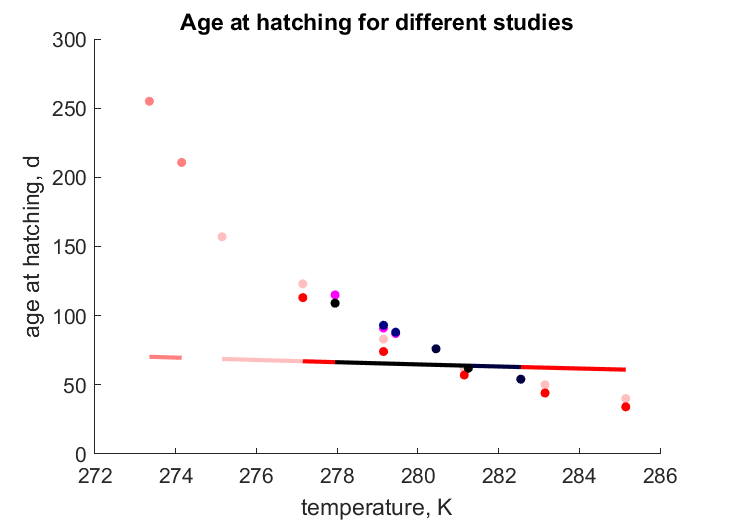 Age at hatching for different studies
300
250
200
150
100
50
0
age at hatching, d
272 274 276 278 280 282 284 286
temperature, K